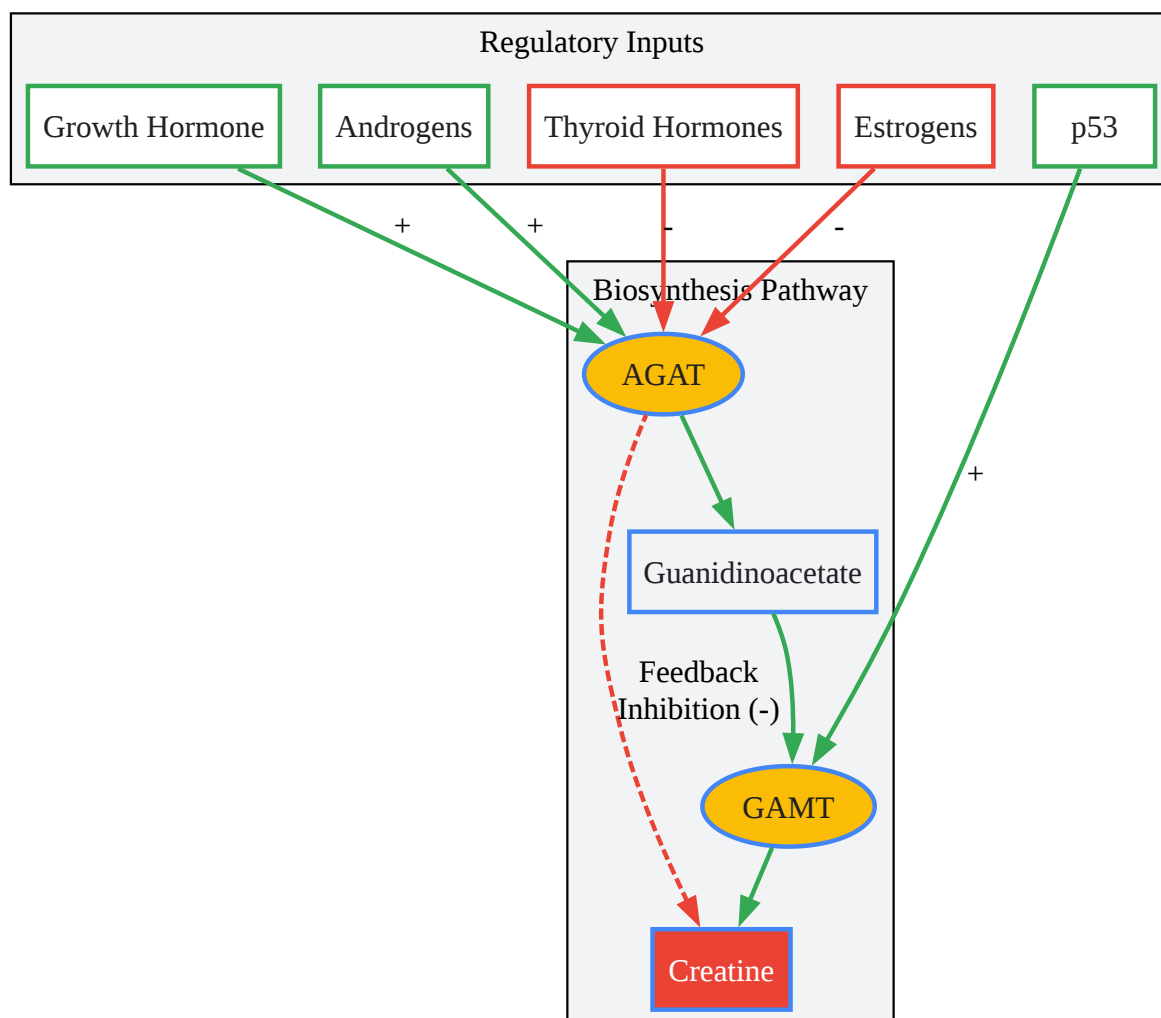 Regulatory Inputs
Growth Hormone
Androgens
Thyroid Hormones
Estrogens
p53
+
+
-
-
Biosynthesis Pathway
AGAT
+
Guanidinoacetate
Feedback
Inhibition (-)
GAMT
Creatine